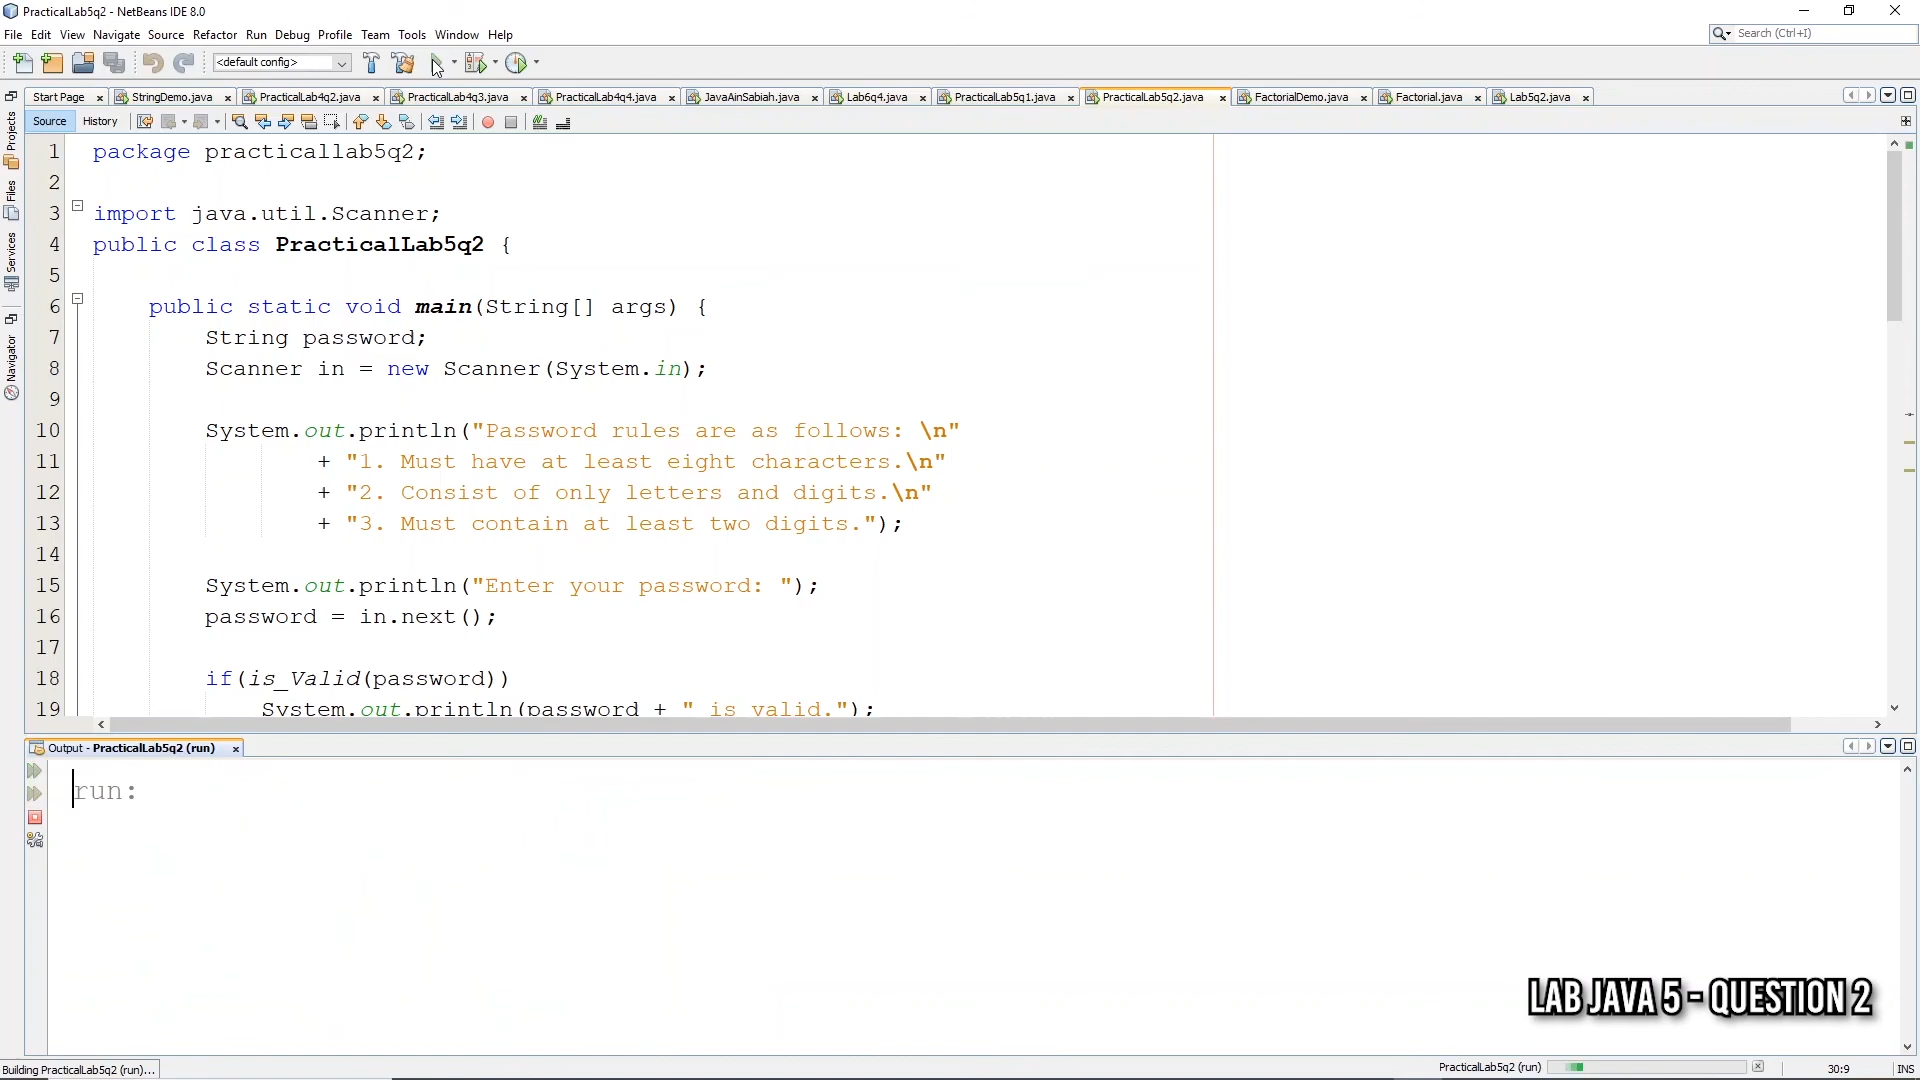 PracticalLab5q2 - NetBeans IDE 8.0
File Edit View Navigate Source Refactor Run Debug Profile Team Tools Window Help
Search (Ctrl+I)
<default config>
Start Page StringDemo.java PracticalLab4q2.java PracticalLab4q3.java PracticalLab4q4.java JavaAinSabiah.java Lab6q4.java PracticalLab5q1.java PracticalLab5q2.java FactorialDemo.java Factorial.java Lab5q2.java
Source History
Projects
Files
Services
Navigator
1 package practicallab5q2;
2
3 import java.util.Scanner;
4 public class PracticalLab5q2 {
5
6 public static void main(String[] args) {
7 String password;
8 Scanner in = new Scanner(System.in);
9
10 System.out.println("Password rules are as follows: \n"
11 + "1. Must have at least eight characters.\n"
12 + "2. Consist of only letters and digits.\n"
13 + "3. Must contain at least two digits.");
14
15 System.out.println("Enter your password: ");
16 password = in.next();
17
18 if(is_Valid(password))
19 System.out.println(password + " is valid.");
Output - PracticalLab5q2 (run)
run:
LAB JAVA 5 - QUESTION 2
Building PracticalLab5q2 (run)...
PracticalLab5q2 (run)
30:9
INS